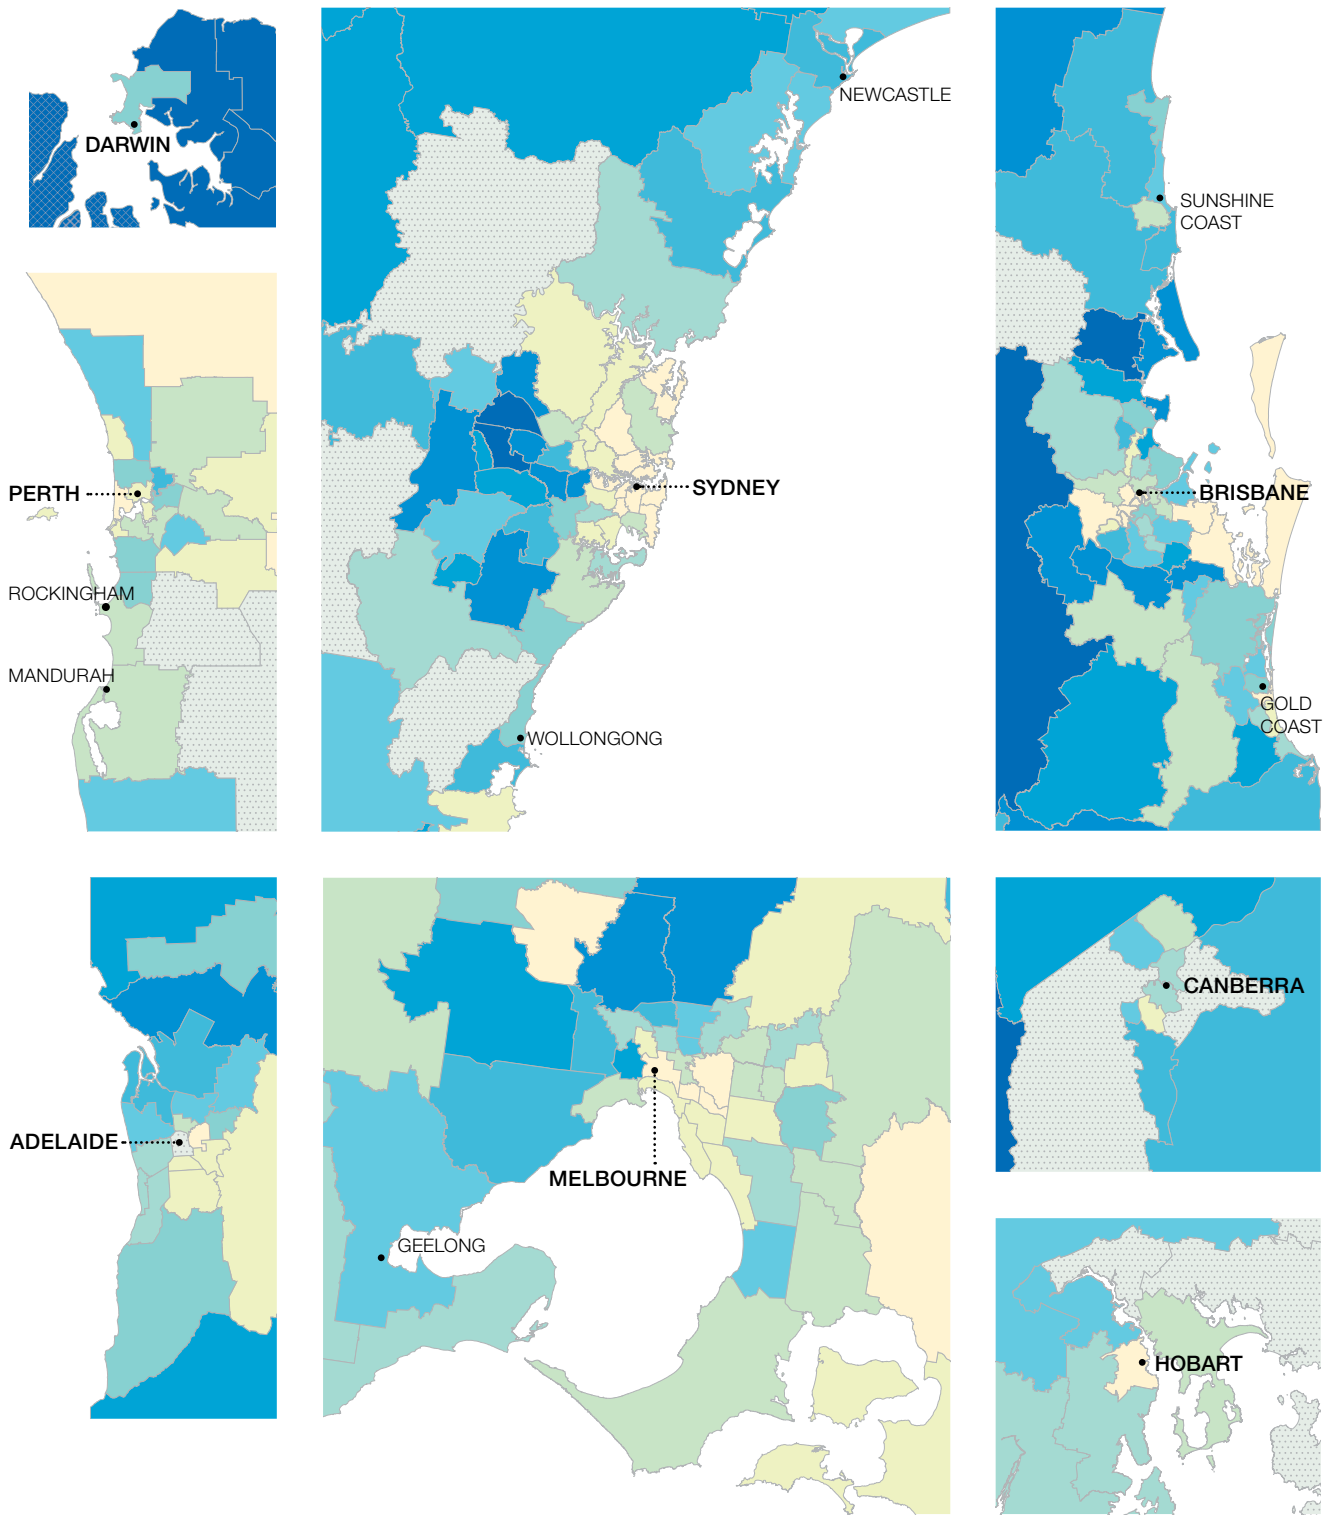 DARWIN
NEWCASTLE
SUNSHINE
COAST
PERTH
SYDNEY
BRISBANE
ROCKINGHAM
MANDURAH
WOLLONGONG
GOLD
COAST
ADELAIDE
MELBOURNE
GEELONG
CANBERRA
HOBART